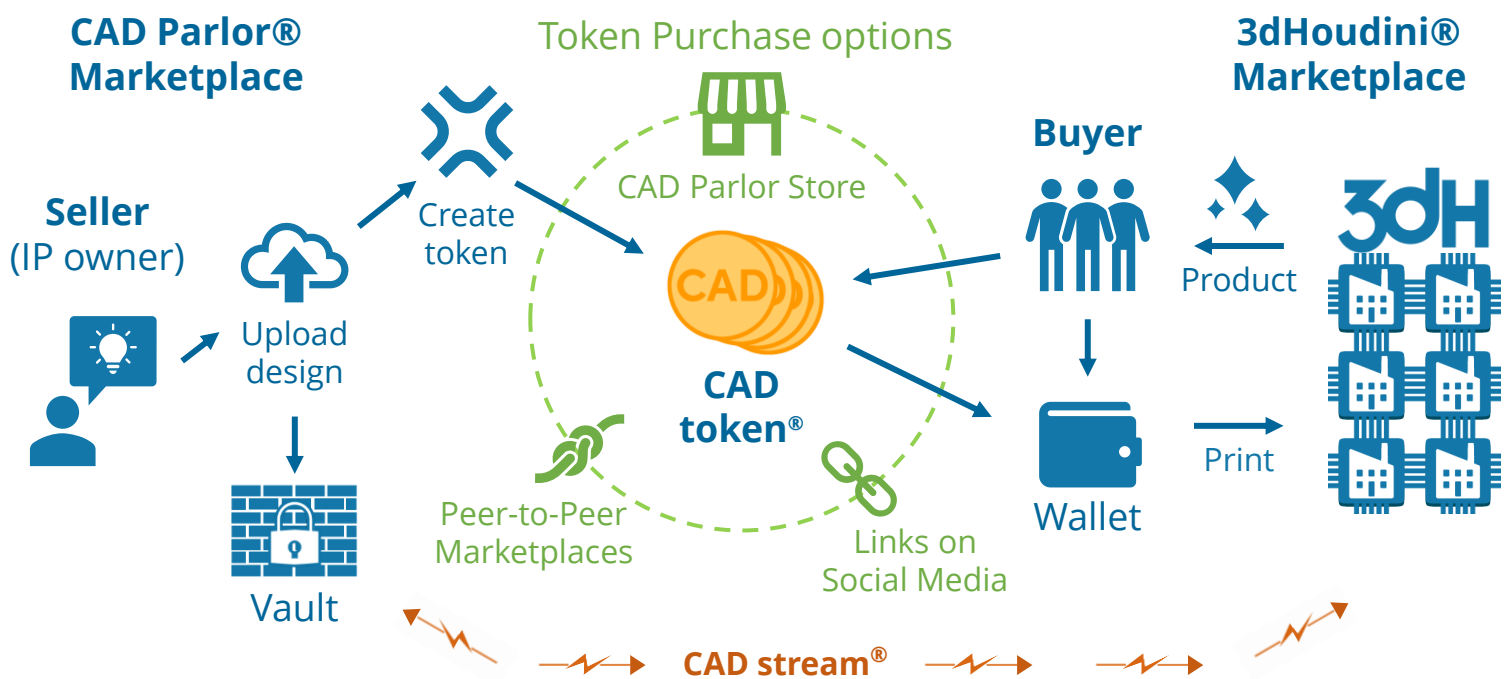 CAD Parlor®
Marketplace
Token Purchase options
3dHoudini®
Marketplace
Seller
(IP owner)
Upload
design
Vault
Create
token
CAD Parlor Store
CAD
CAD
token®
Peer-to-Peer
Marketplaces
Links on
Social Media
Buyer
Wallet
Product
Print
3dH
CAD stream®